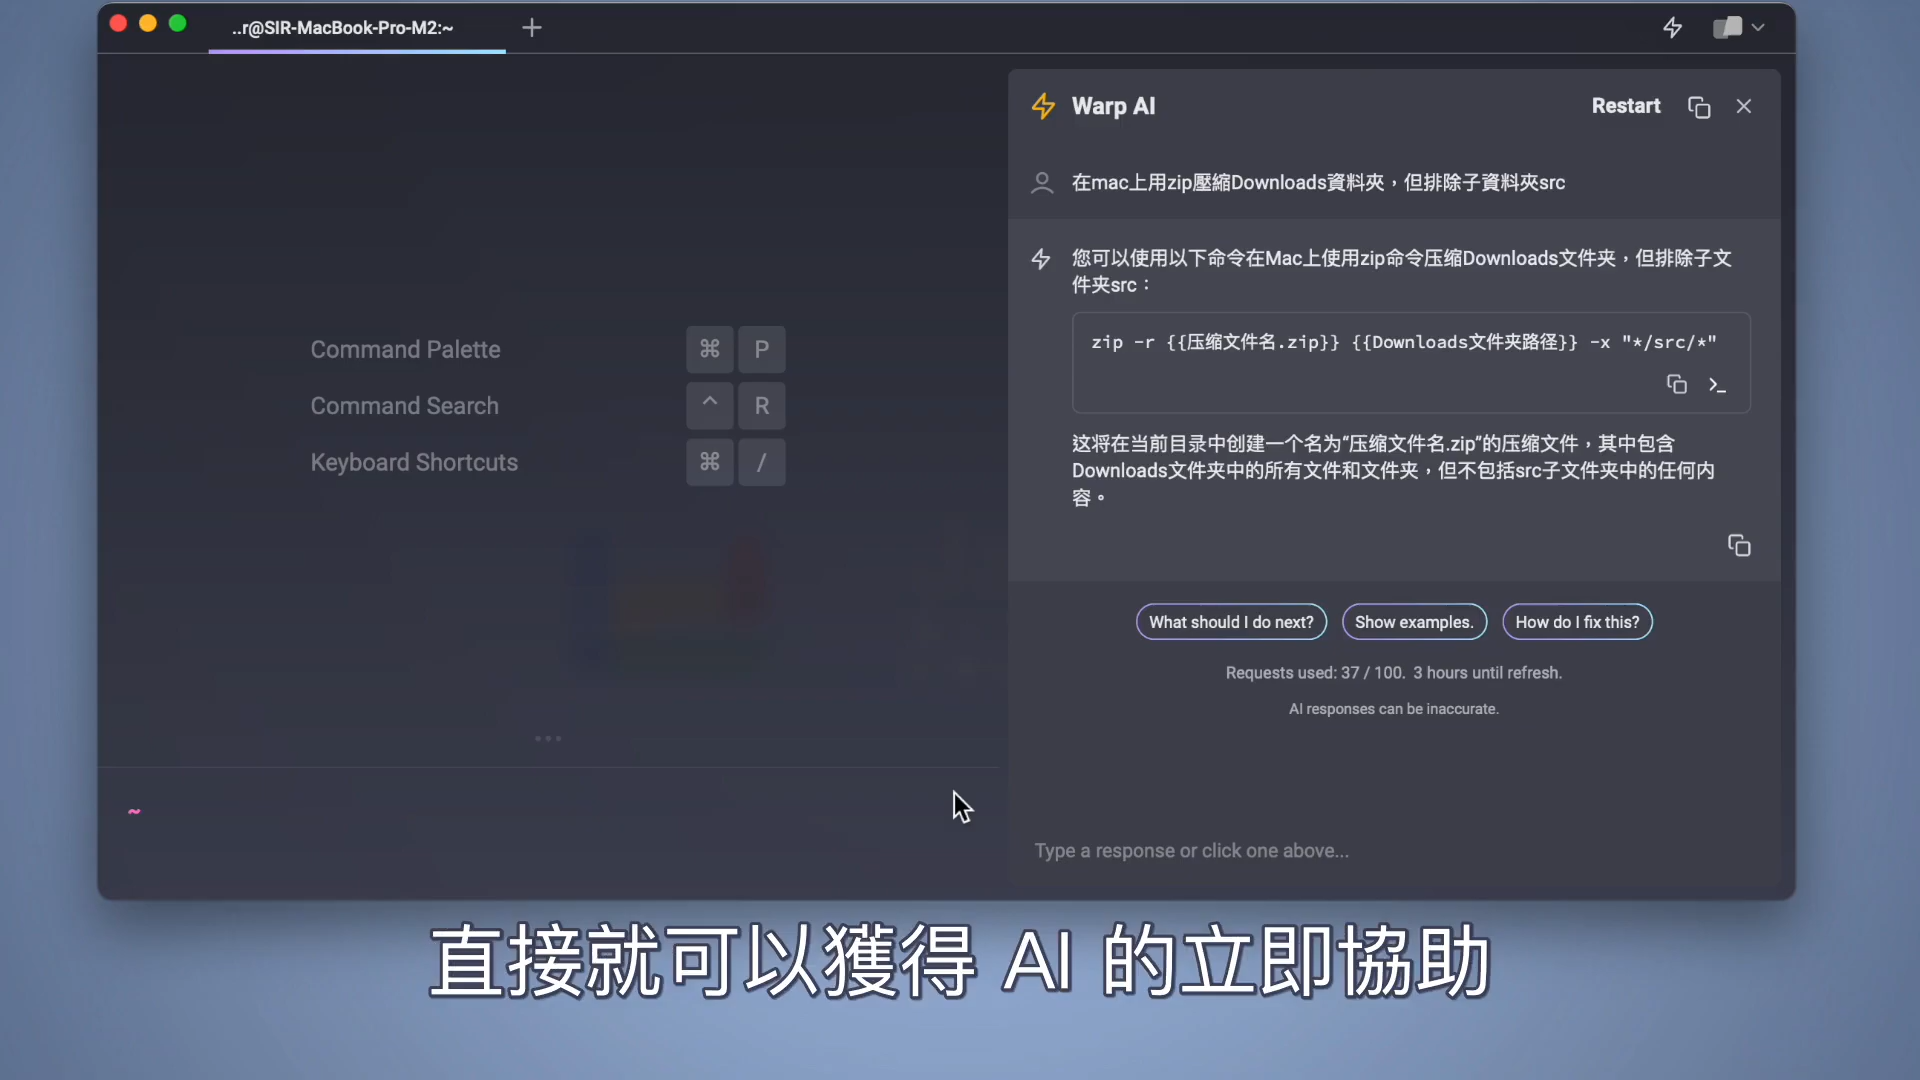 ..r@SIR-MacBook-Pro-M2:~
Command Palette ⌘ P
Command Search ^ R
Keyboard Shortcuts ⌘ /
~
Warp AI
Restart
在mac上用zip壓縮Downloads資料夾，但排除子資料夾src
您可以使用以下命令在Mac上使用zip命令压缩Downloads文件夹，但排除子文
件夹src：
zip -r {{压缩文件名.zip}} {{Downloads文件夹路径}} -x "*/src/*"
这将在当前目录中创建一个名为“压缩文件名.zip”的压缩文件，其中包含
Downloads文件夹中的所有文件和文件夹，但不包括src子文件夹中的任何内
容。
What should I do next? Show examples. How do I fix this?
Requests used: 37 / 100. 3 hours until refresh.
AI responses can be inaccurate.
Type a response or click one above...
直接就可以獲得 AI 的立即協助